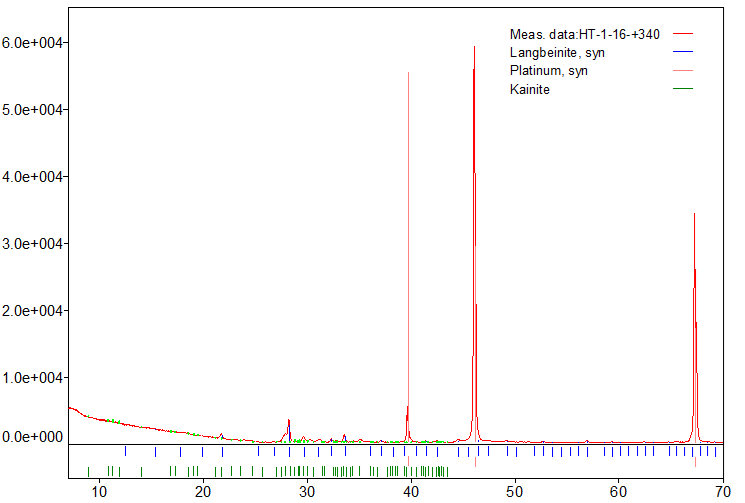 Meas. data:HT-1-16-+340
Langbeinite, syn
Platinum, syn
Kainite
6.0e+004
5.0e+004
4.0e+004
3.0e+004
2.0e+004
1.0e+004
0.0e+000
10 20 30 40 50 60 70